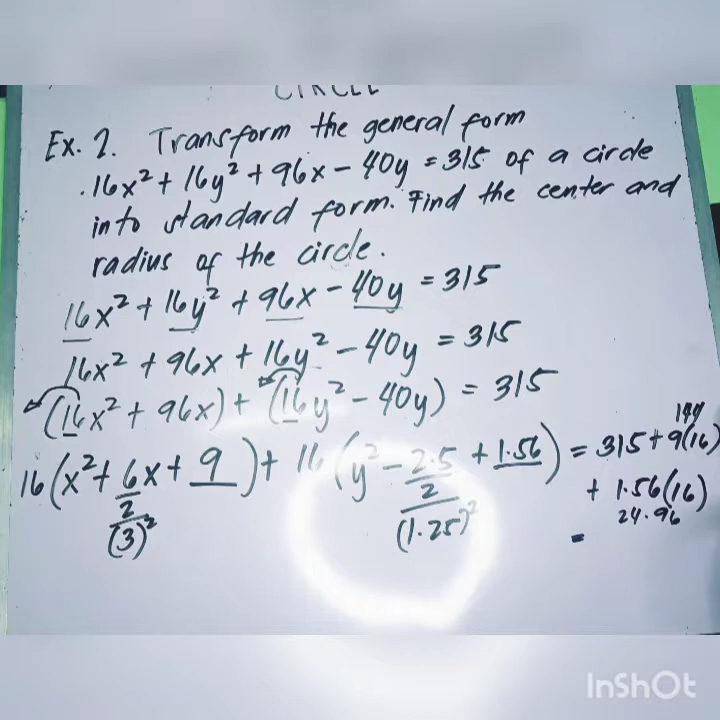 CIRCLE
Ex. 2. Transform the general form
16x² + 16y² + 96x - 40y = 315 of a circle
into standard form. Find the center and
radius of the circle.
16x² + 16y² + 96x - 40y = 315
16x² + 96x + 16y² - 40y = 315
(16x² + 96x) + (16y² - 40y) = 315
144
16(x² + 6x + 9) + 16(y² - 2.5 + 1.56) = 315 + 9(16)
2
2
+ 1.56(16)
(3)²
(1.25)²
24.96
=
InShOt